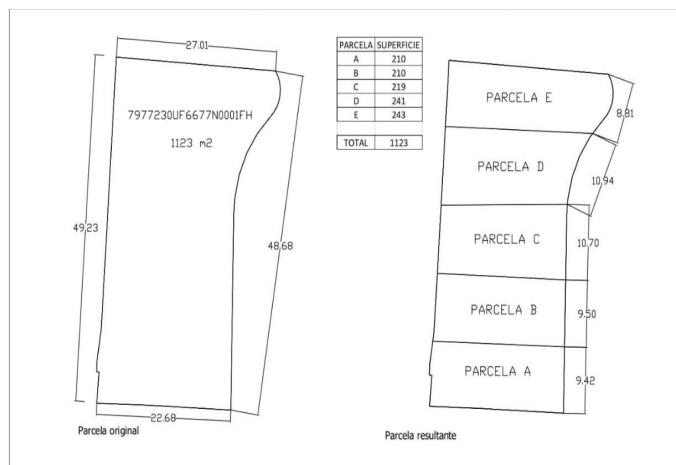 27.01
7977230UF6677N0001FH
1123 m2
49.23
48.68
22.68
Parcela original
PARCELA SUPERFICIE
A 210
B 210
C 219
D 241
E 243
TOTAL 1123
PARCELA E
8.81
PARCELA D
10.94
PARCELA C
10.70
PARCELA B
9.50
PARCELA A
9.42
Parcela resultante